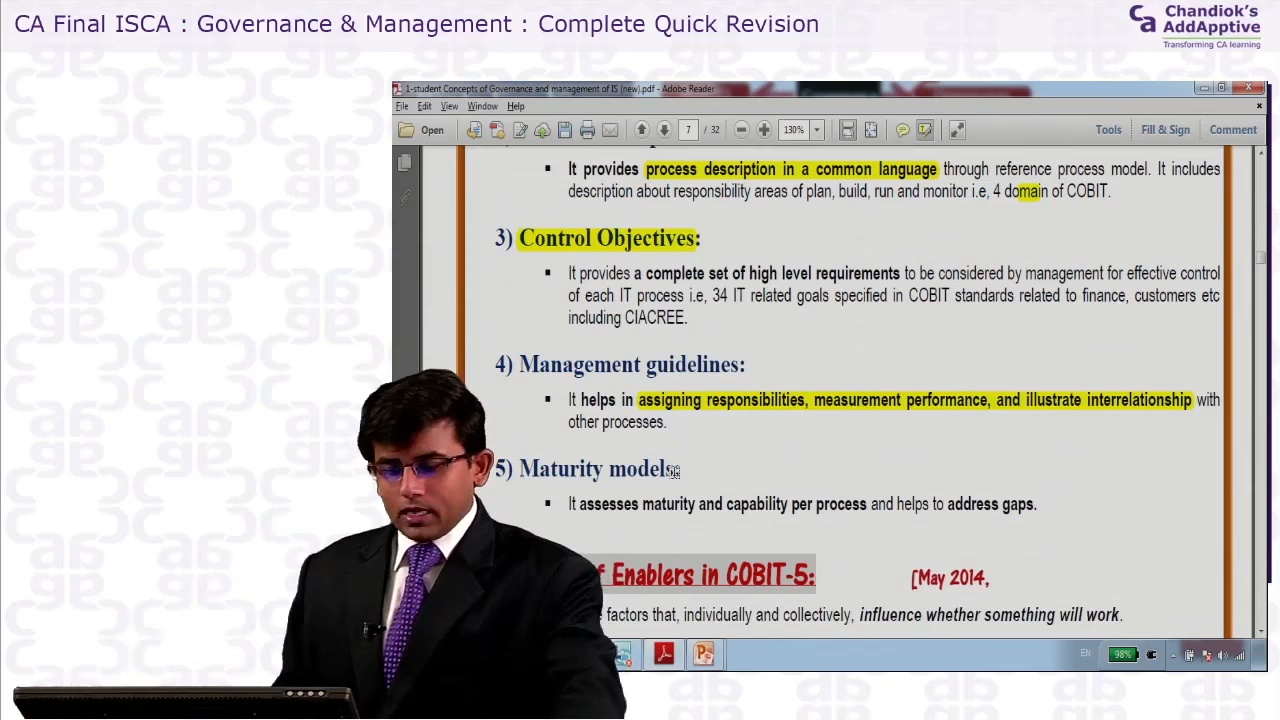 CA Final ISCA : Governance & Management : Complete Quick Revision
Chandiok's
AddApptive
Transforming CA learning
ca
1-student Concepts of Governance and management of IS (new).pdf - Adobe Reader
File Edit View Window Help
Open 7 / 32 130% Tools Fill & Sign Comment
▪ It provides process description in a common language through reference process model. It includes
description about responsibility areas of plan, build, run and monitor i.e, 4 domain of COBIT.
3) Control Objectives:
▪ It provides a complete set of high level requirements to be considered by management for effective control
of each IT process i.e, 34 IT related goals specified in COBIT standards related to finance, customers etc
including CIACREE.
4) Management guidelines:
▪ It helps in assigning responsibilities, measurement performance, and illustrate interrelationship with
other processes.
5) Maturity models:
▪ It assesses maturity and capability per process and helps to address gaps.
f Enablers in COBIT-5: [May 2014,
factors that, individually and collectively, influence whether something will work.
EN 98%